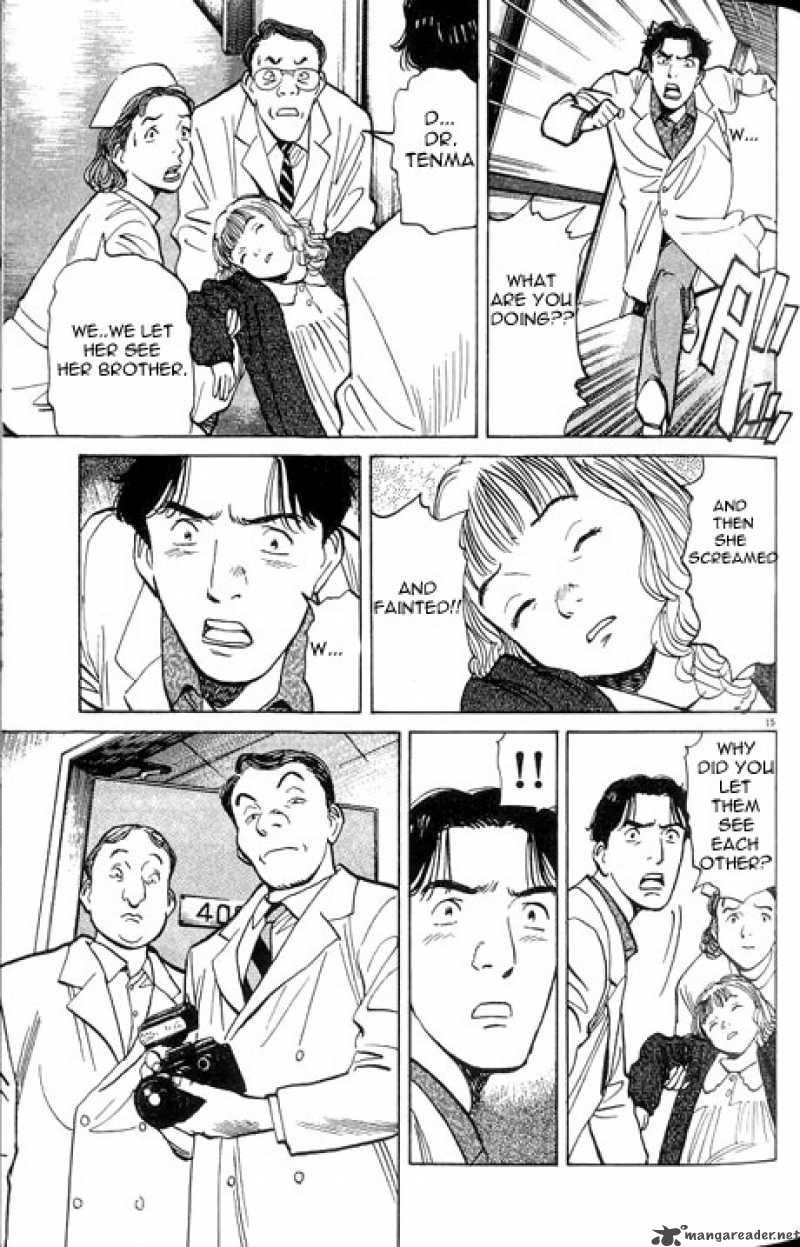 W...
WHAT
ARE YOU
DOING??
D...
DR.
TENMA
WE..WE LET
HER SEE
HER BROTHER.
AND
THEN
SHE
SCREAMED
AND
FAINTED!!
W...
15
WHY
DID YOU
LET
THEM
SEE
EACH
OTHER?
!!
40
mangareader.net